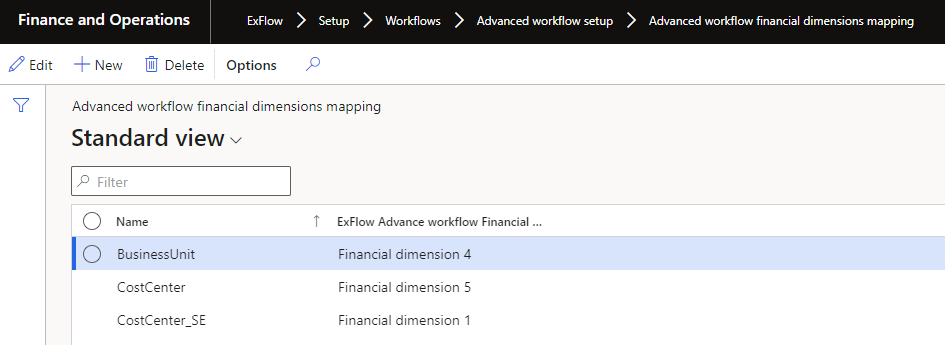 Finance and Operations ExFlow Setup Workflows Advanced workflow setup Advanced workflow financial dimensions mapping
Edit New Delete Options
Advanced workflow financial dimensions mapping
Standard view
Filter
Name ExFlow Advance workflow Financial ...
BusinessUnit Financial dimension 4
CostCenter Financial dimension 5
CostCenter_SE Financial dimension 1